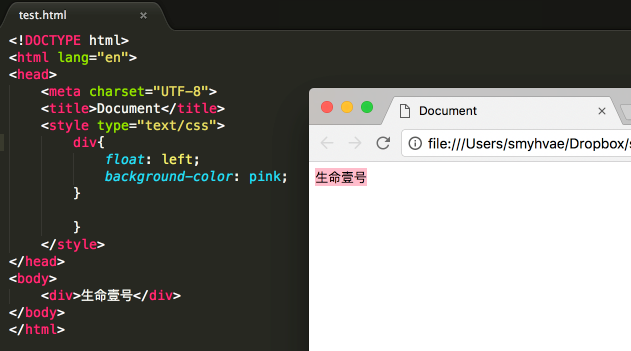 test.html ×
<!DOCTYPE html>
<html lang="en">
<head>
<meta charset="UTF-8">
<title>Document</title>
<style type="text/css">
div{
float: left;
background-color: pink;
}
}
</style>
</head>
<body>
<div>生命壹号</div>
</body>
</html>
Document ×
file:///Users/smyhvae/Dropbox/s
生命壹号